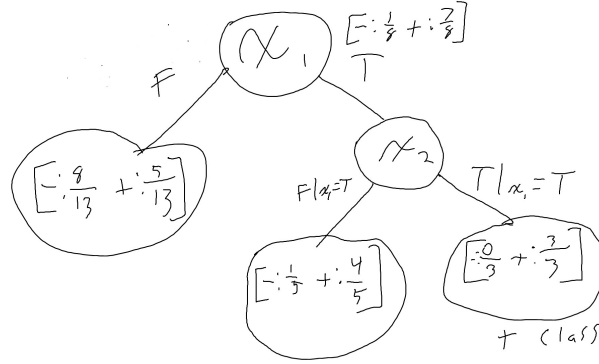 x₁ [-: 1/8 +: 7/8]
F T
x₂
[-: 8/13 +: 5/13]
F|x₁=T T|x₁=T
[-: 1/5 +: 4/5] [-: 0/3 +: 3/3]
+ class